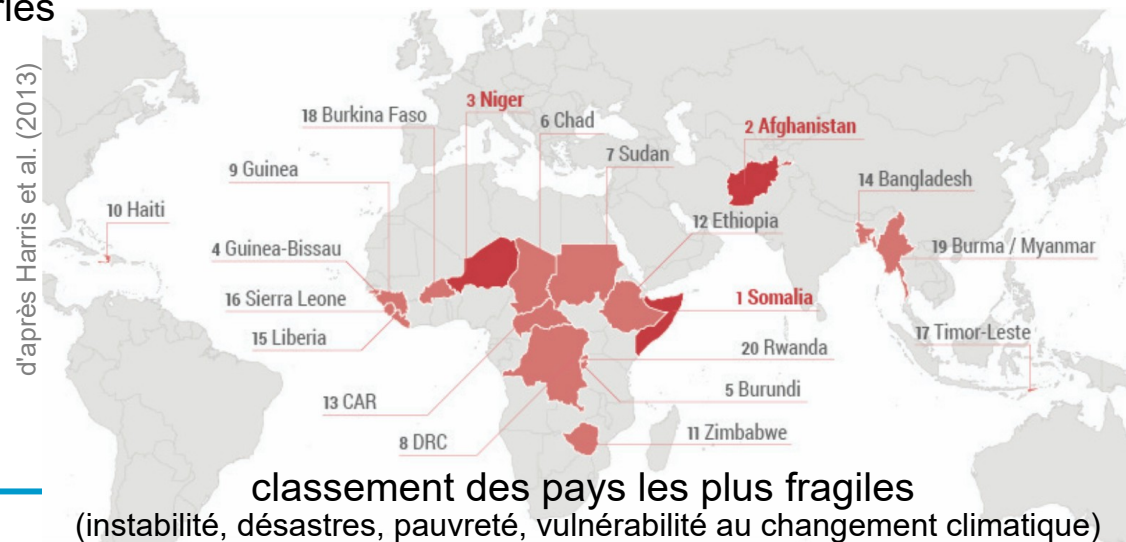 ries
d'après Harris et al. (2013)
18 Burkina Faso
3 Niger
6 Chad
2 Afghanistan
7 Sudan
9 Guinea
14 Bangladesh
10 Haiti
12 Ethiopia
4 Guinea-Bissau
19 Burma / Myanmar
16 Sierra Leone
1 Somalia
15 Liberia
17 Timor-Leste
20 Rwanda
5 Burundi
13 CAR
11 Zimbabwe
8 DRC
classement des pays les plus fragiles
(instabilité, désastres, pauvreté, vulnérabilité au changement climatique)